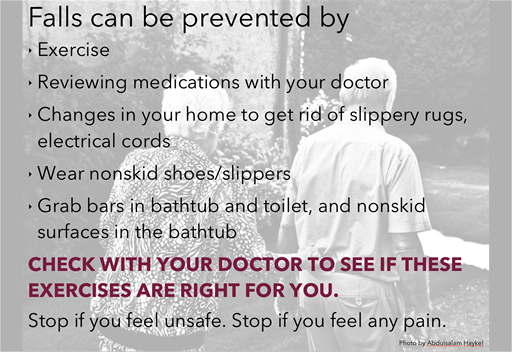 Falls can be prevented by
‣ Exercise
‣ Reviewing medications with your doctor
‣ Changes in your home to get rid of slippery rugs,
electrical cords
‣ Wear nonskid shoes/slippers
‣ Grab bars in bathtub and toilet, and nonskid
surfaces in the bathtub
CHECK WITH YOUR DOCTOR TO SEE IF THESE
EXERCISES ARE RIGHT FOR YOU.
Stop if you feel unsafe. Stop if you feel any pain.
Photo by Abdulsalam Haykel